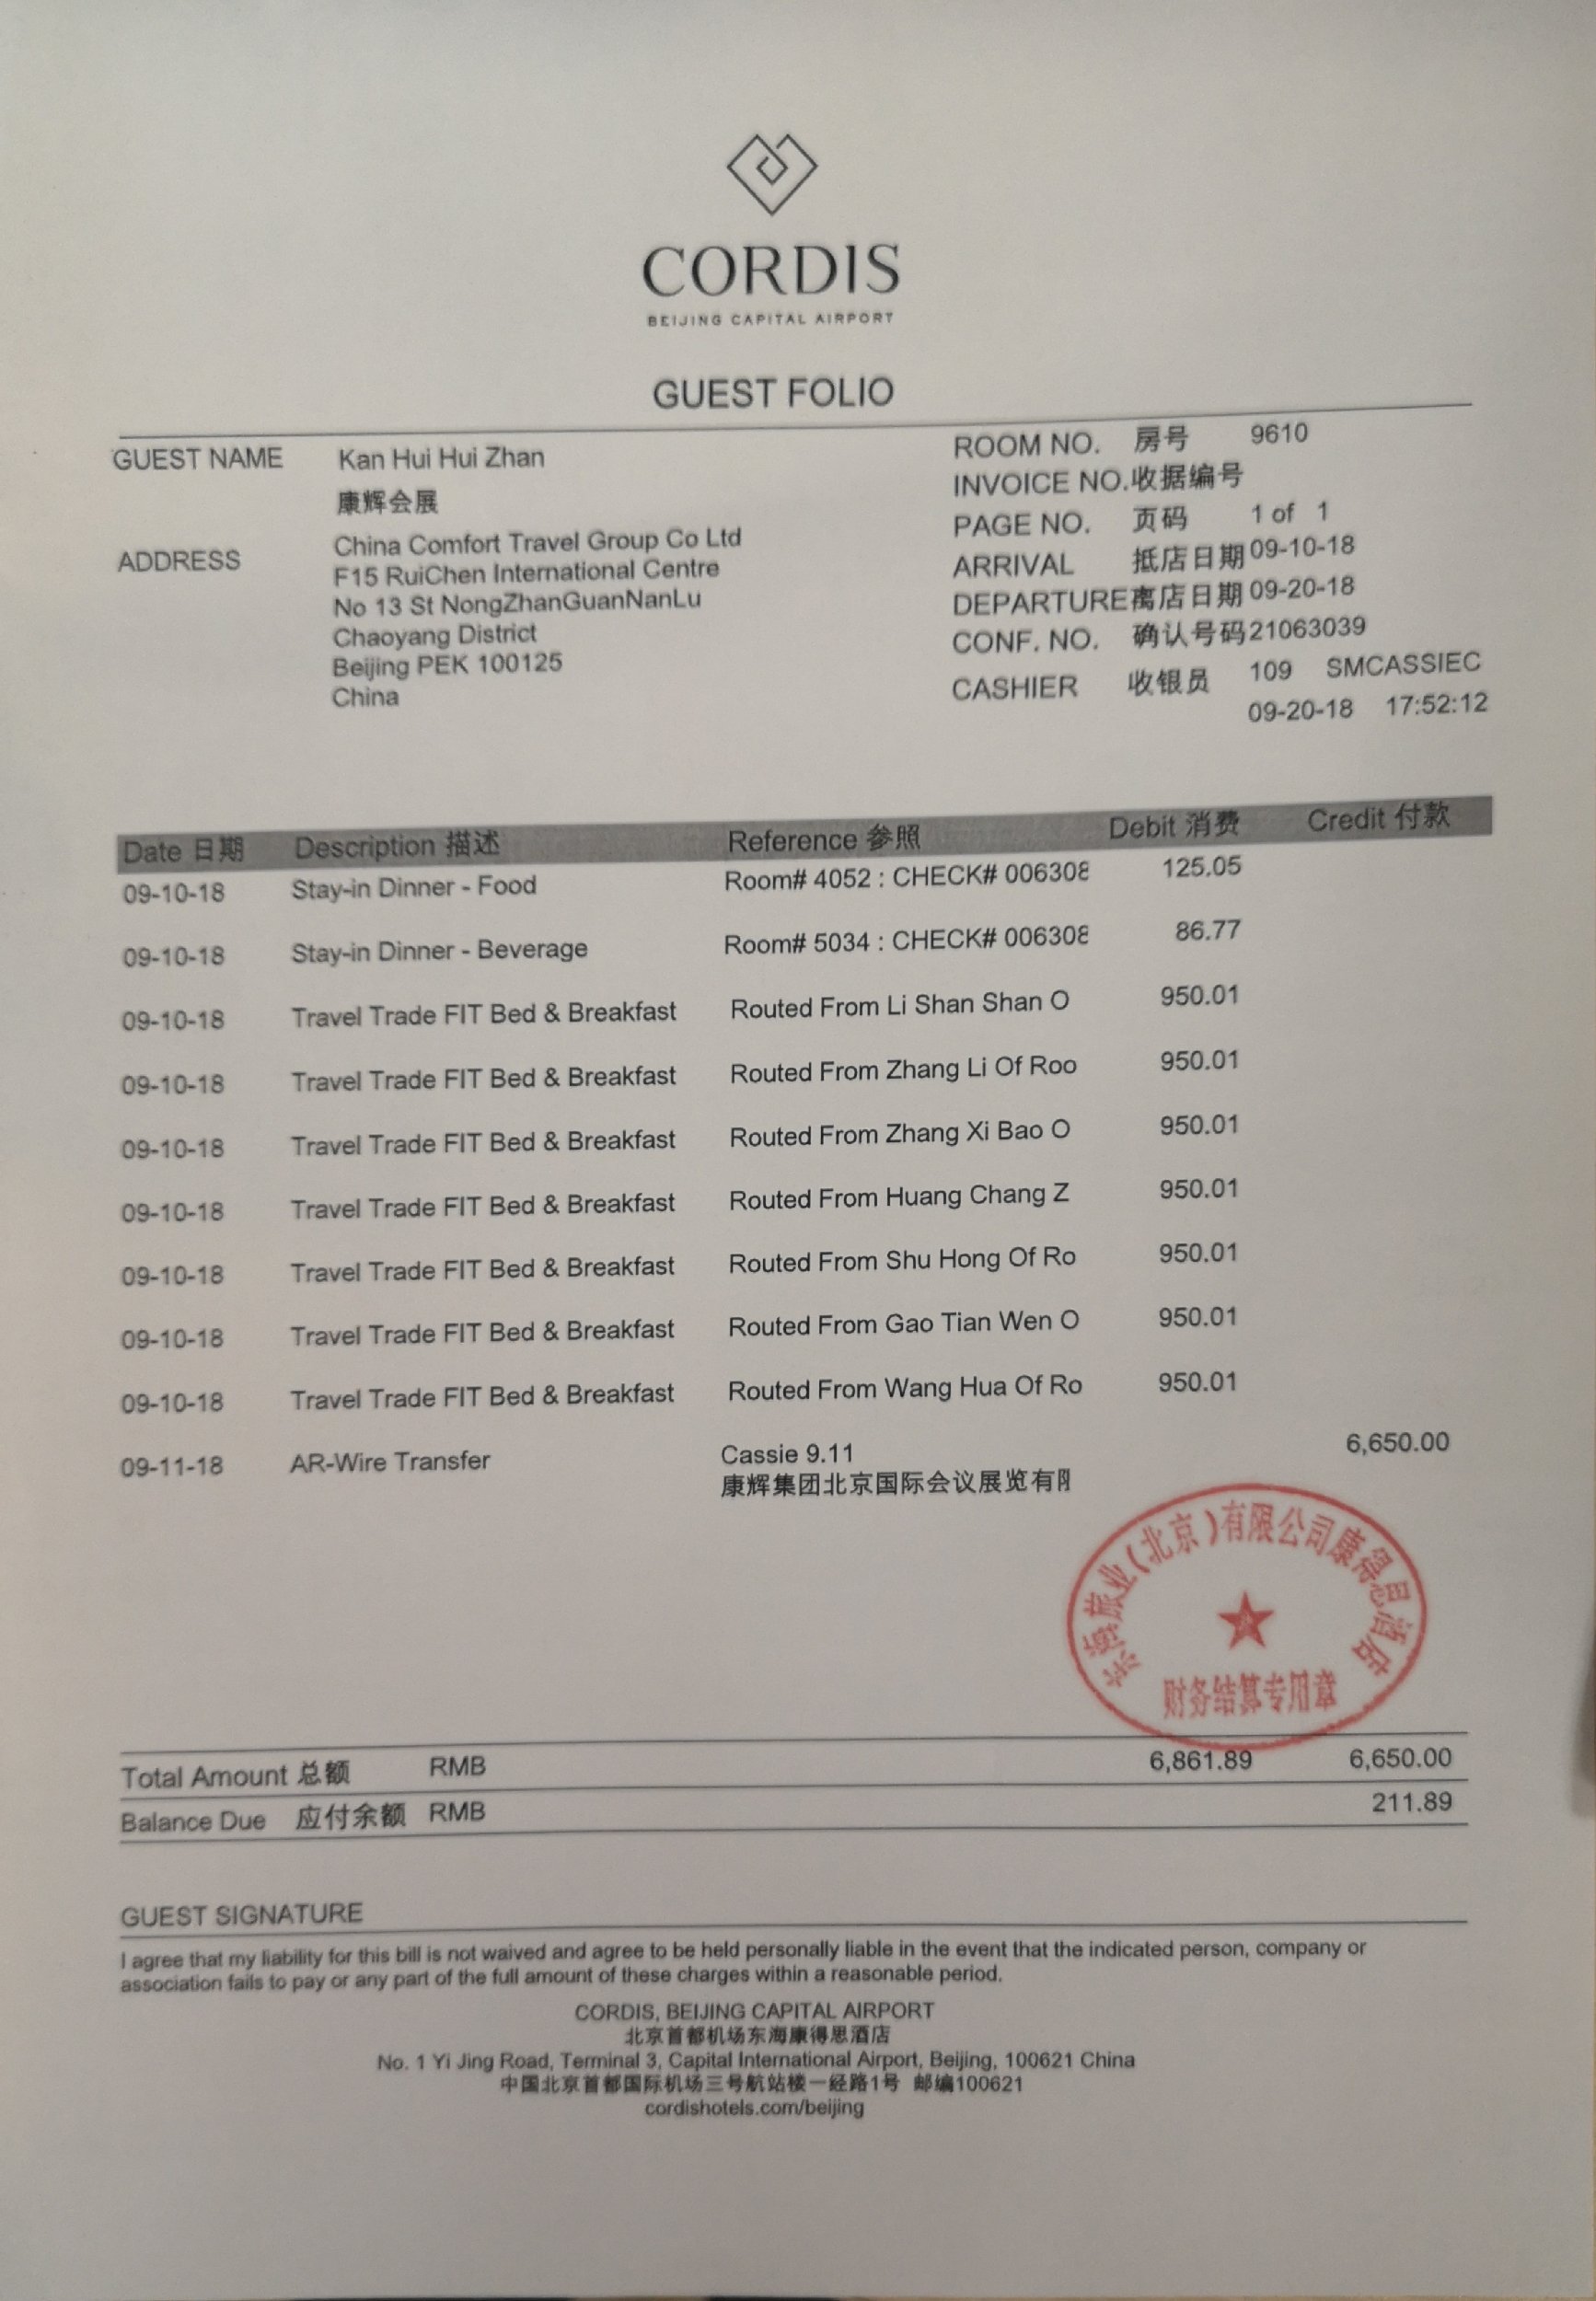 CORDIS
BEIJING CAPITAL AIRPORT
GUEST FOLIO
GUEST NAME Kan Hui Hui Zhan
康辉会展
ADDRESS China Comfort Travel Group Co Ltd
F15 RuiChen International Centre
No 13 St NongZhanGuanNanLu
Chaoyang District
Beijing PEK 100125
China
ROOM NO. 房号 9610
INVOICE NO.收据编号
PAGE NO. 页码 1 of 1
ARRIVAL 抵店日期 09-10-18
DEPARTURE 离店日期 09-20-18
CONF. NO. 确认号码 21063039
CASHIER 收银员 109 SMCASSIEC
09-20-18 17:52:12
Date 日期 Description 描述 Reference 参照 Debit 消费 Credit 付款
09-10-18 Stay-in Dinner - Food Room# 4052 : CHECK# 006308 125.05
09-10-18 Stay-in Dinner - Beverage Room# 5034 : CHECK# 006308 86.77
09-10-18 Travel Trade FIT Bed & Breakfast Routed From Li Shan Shan O 950.01
09-10-18 Travel Trade FIT Bed & Breakfast Routed From Zhang Li Of Roo 950.01
09-10-18 Travel Trade FIT Bed & Breakfast Routed From Zhang Xi Bao O 950.01
09-10-18 Travel Trade FIT Bed & Breakfast Routed From Huang Chang Z 950.01
09-10-18 Travel Trade FIT Bed & Breakfast Routed From Shu Hong Of Ro 950.01
09-10-18 Travel Trade FIT Bed & Breakfast Routed From Gao Tian Wen O 950.01
09-10-18 Travel Trade FIT Bed & Breakfast Routed From Wang Hua Of Ro 950.01
09-11-18 AR-Wire Transfer Cassie 9.11 6,650.00
康辉集团北京国际会议展览有限
东海旅业(北京)有限公司康得思酒店
财务结算专用章
Total Amount 总额 RMB 6,861.89 6,650.00
Balance Due 应付余额 RMB 211.89
GUEST SIGNATURE
I agree that my liability for this bill is not waived and agree to be held personally liable in the event that the indicated person, company or
association fails to pay or any part of the full amount of these charges within a reasonable period.
CORDIS, BEIJING CAPITAL AIRPORT
北京首都机场东海康得思酒店
No. 1 Yi Jing Road, Terminal 3, Capital International Airport, Beijing, 100621 China
中国北京首都国际机场三号航站楼一经路1号 邮编100621
cordishotels.com/beijing